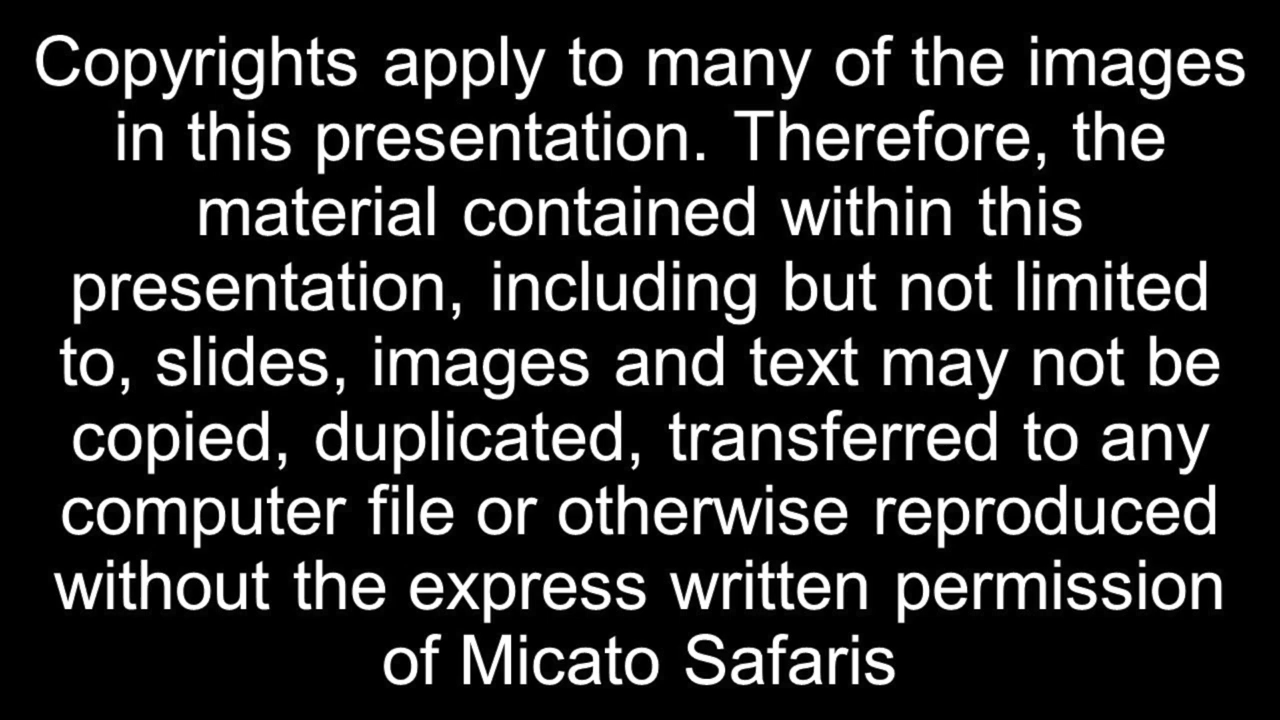 Copyrights apply to many of the images
in this presentation. Therefore, the
material contained within this
presentation, including but not limited
to, slides, images and text may not be
copied, duplicated, transferred to any
computer file or otherwise reproduced
without the express written permission
of Micato Safaris